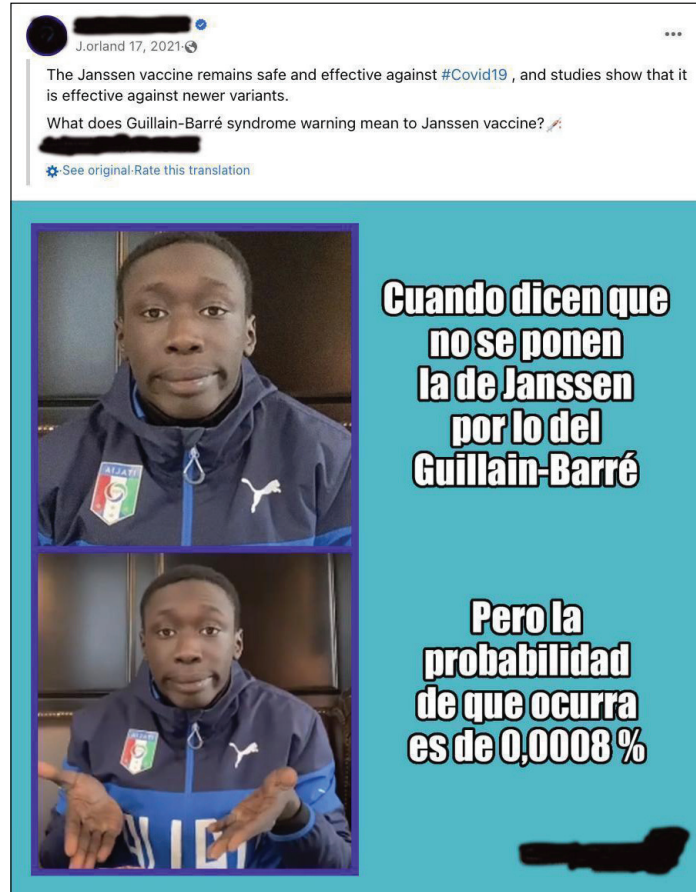 J.orland 17, 2021·
The Janssen vaccine remains safe and effective against #Covid19 , and studies show that it
is effective against newer variants.
What does Guillain-Barré syndrome warning mean to Janssen vaccine?
·See original·Rate this translation
Cuando dicen que
no se ponen
la de Janssen
por lo del
Guillain-Barré
Pero la
probabilidad
de que ocurra
es de 0,0008 %